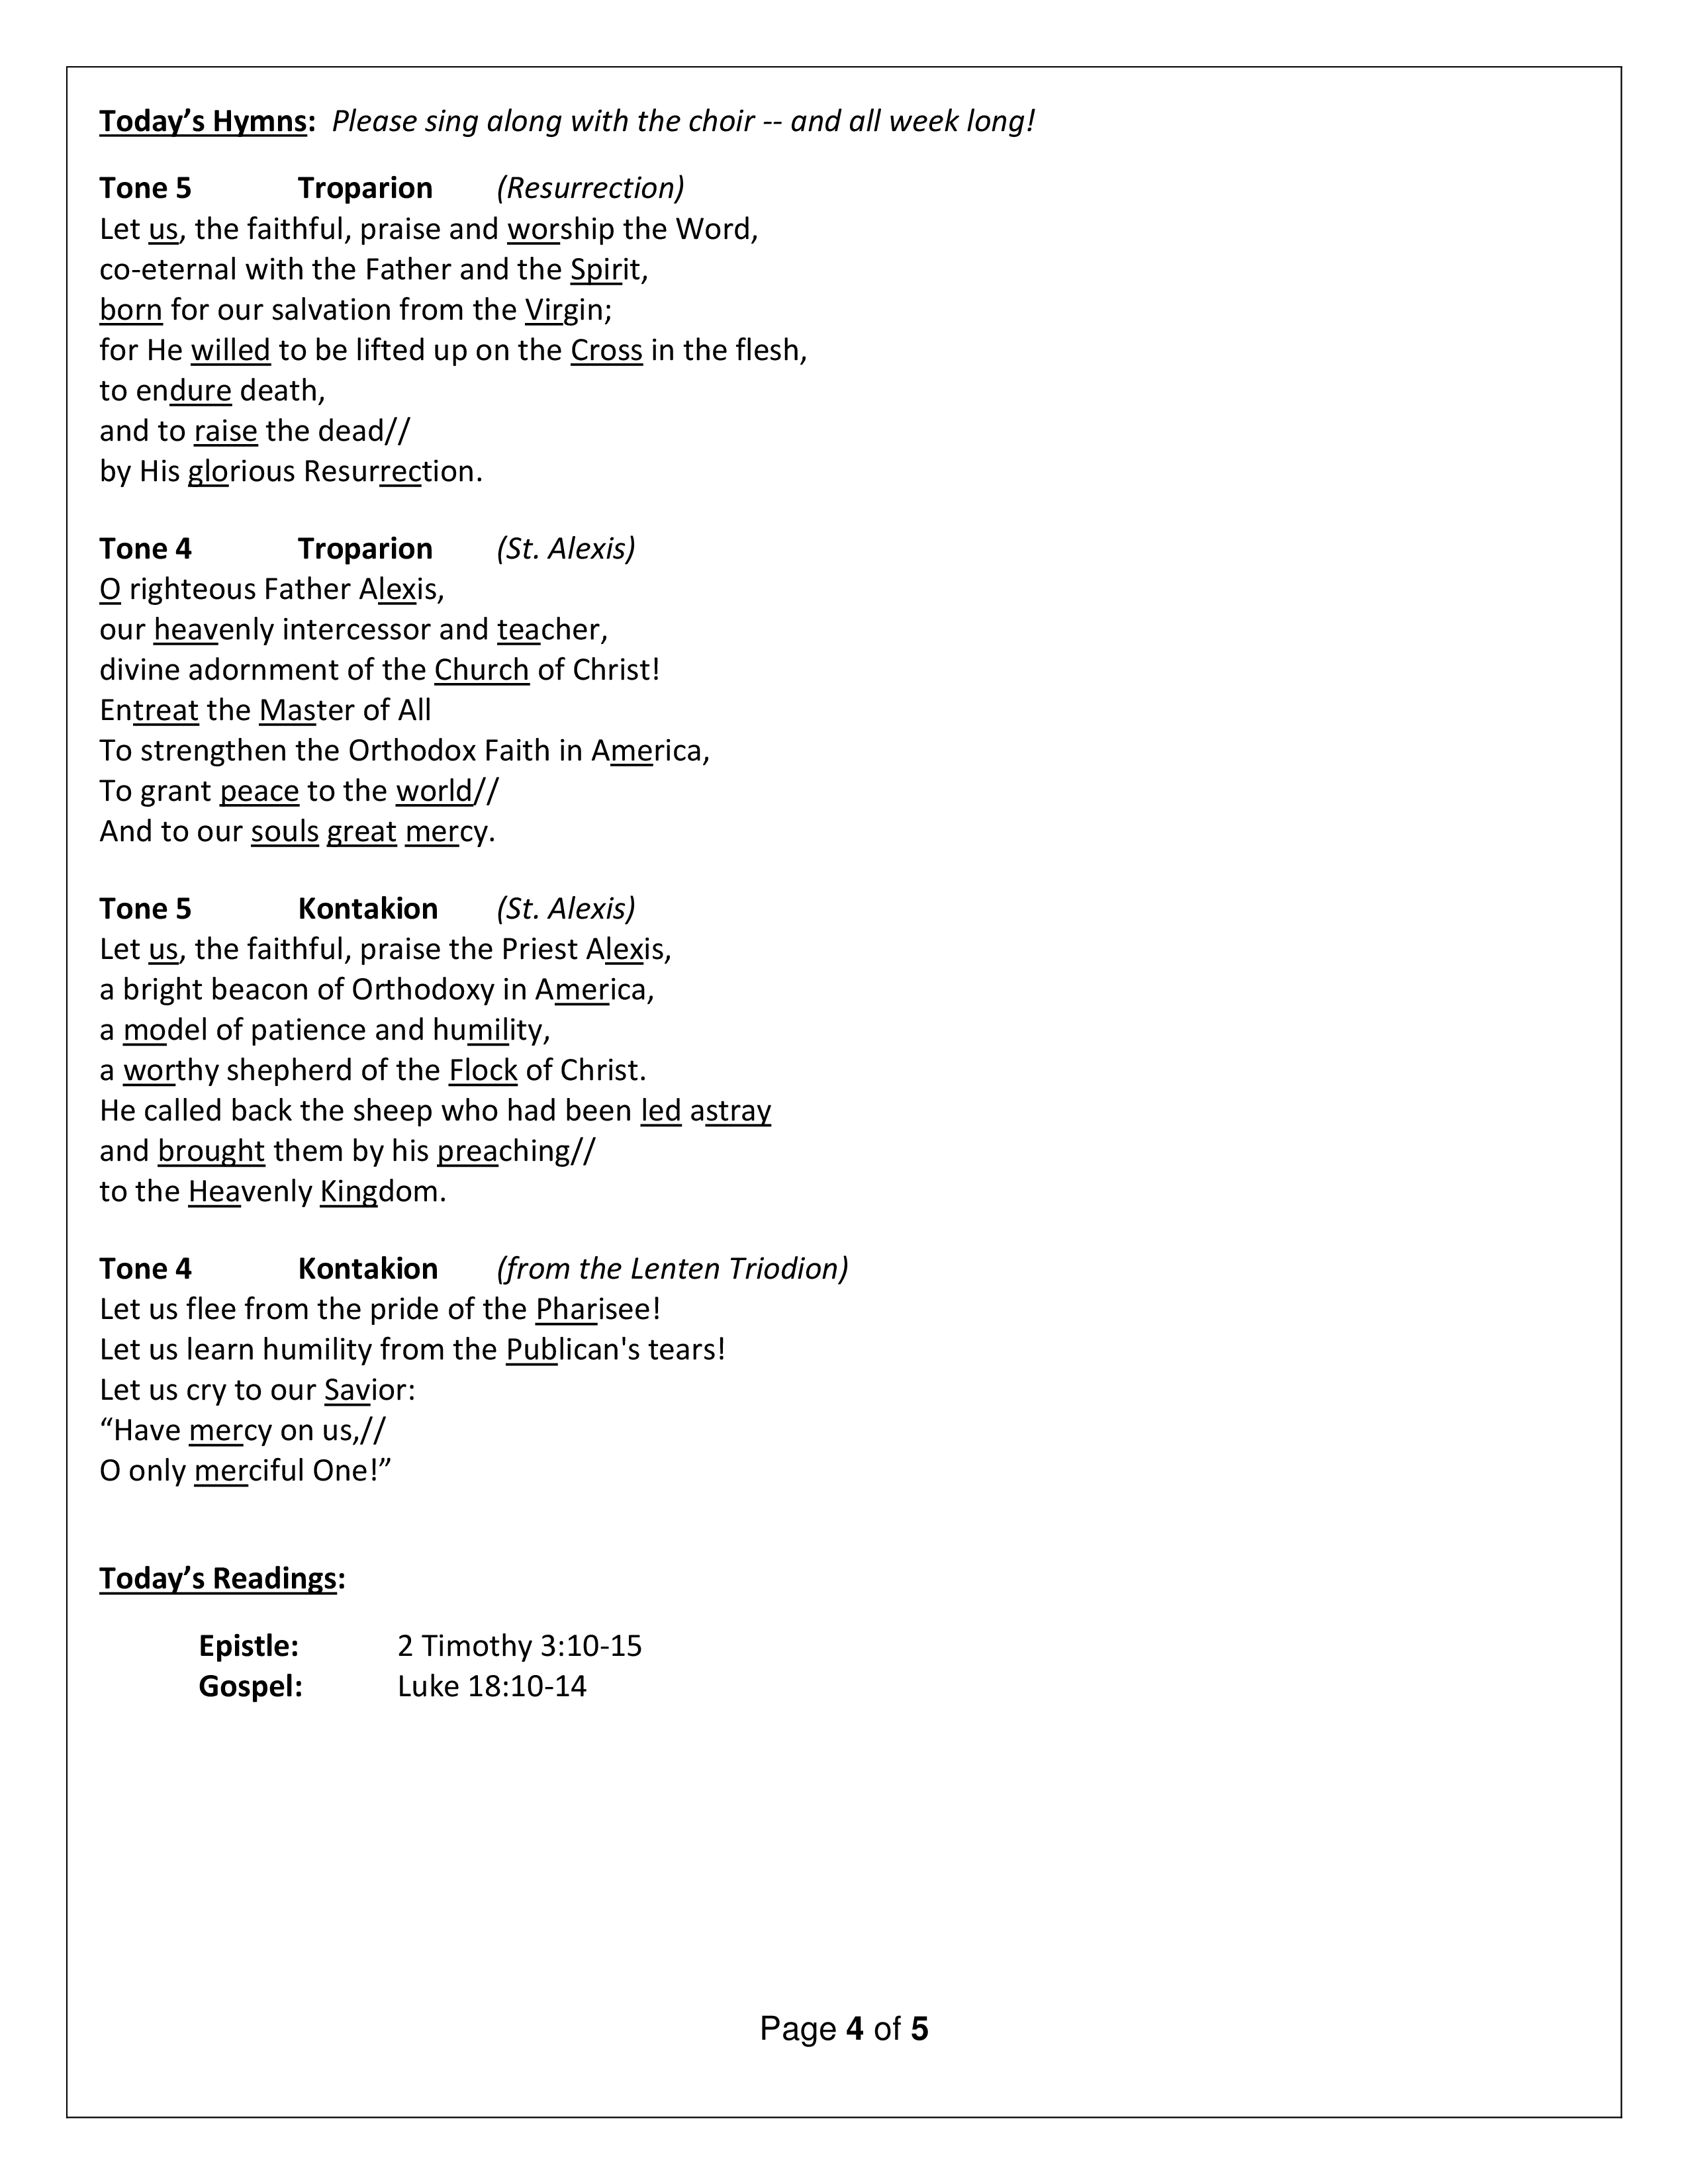 Today’s Hymns: Please sing along with the choir -- and all week long!
Tone 5 Troparion (Resurrection)
Let us, the faithful, praise and worship the Word,
co-eternal with the Father and the Spirit,
born for our salvation from the Virgin;
for He willed to be lifted up on the Cross in the flesh,
to endure death,
and to raise the dead//
by His glorious Resurrection.
Tone 4 Troparion (St. Alexis)
O righteous Father Alexis,
our heavenly intercessor and teacher,
divine adornment of the Church of Christ!
Entreat the Master of All
To strengthen the Orthodox Faith in America,
To grant peace to the world//
And to our souls great mercy.
Tone 5 Kontakion (St. Alexis)
Let us, the faithful, praise the Priest Alexis,
a bright beacon of Orthodoxy in America,
a model of patience and humility,
a worthy shepherd of the Flock of Christ.
He called back the sheep who had been led astray
and brought them by his preaching//
to the Heavenly Kingdom.
Tone 4 Kontakion (from the Lenten Triodion)
Let us flee from the pride of the Pharisee!
Let us learn humility from the Publican's tears!
Let us cry to our Savior:
“Have mercy on us,//
O only merciful One!”
Today’s Readings:
Epistle: 2 Timothy 3:10-15
Gospel: Luke 18:10-14
Page 4 of 5